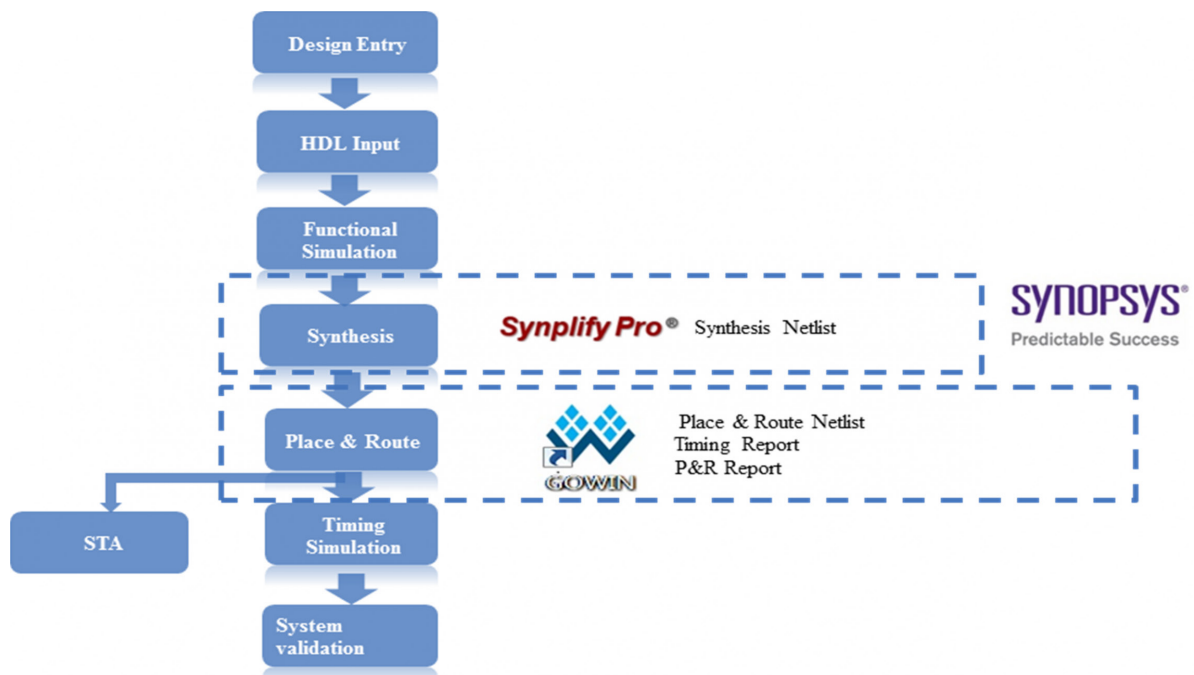 Design Entry
HDL Input
Functional
Simulation
Synthesis
Synplify Pro®
Synthesis Netlist
SYNOPSYS®
Predictable Success
Place & Route
GOWIN
Place & Route Netlist
Timing Report
P&R Report
STA
Timing
Simulation
System
validation